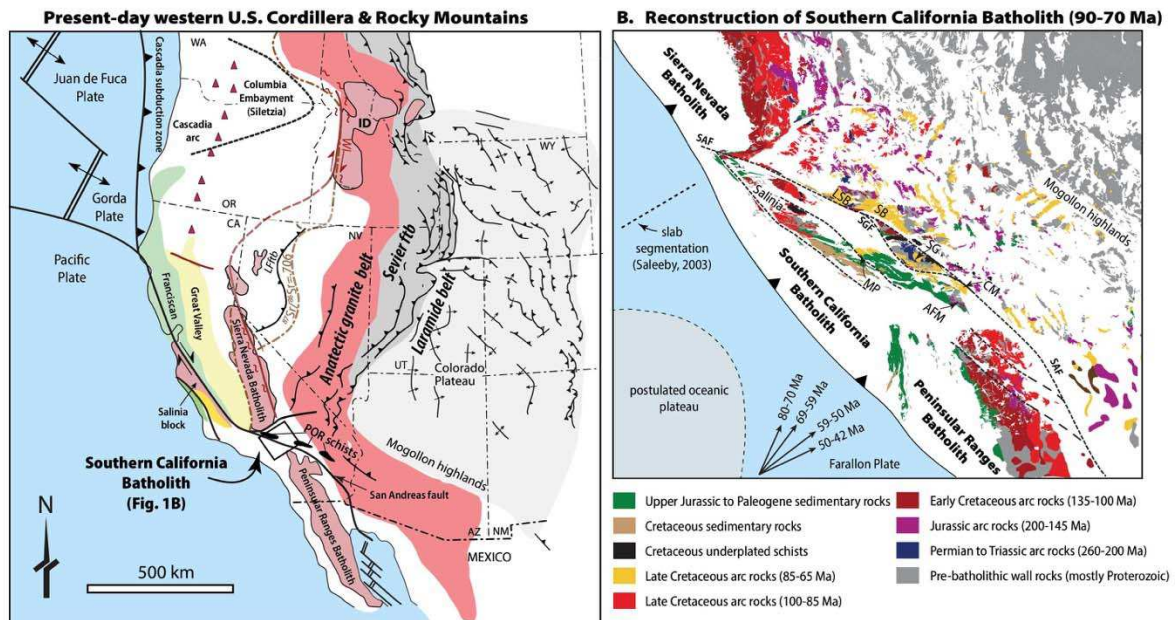 Present-day western U.S. Cordillera & Rocky Mountains
WA
Juan de Fuca
Plate
Cascadia subduction zone
Columbia
Embayment
(Siletzia)
Cascadia
arc
ID
WL
WY
Gorda
Plate
OR
CA
NV
Pacific
Plate
Franciscan
Great Valley
LFftb
Sierra Nevada Batholith
Anatectic granite belt
Sevier ftb
Laramide belt
UT
Colorado
Plateau
Salinia
block
POR schists
Mogollon highlands
Southern California
Batholith
(Fig. 1B)
San Andreas fault
Peninsular Ranges Batholith
AZ
NM
MEXICO
N
500 km
B. Reconstruction of Southern California Batholith (90-70 Ma)
Sierra Nevada
Batholith
SAF
Salinia
LSB
SB
SGF
SG
Mogollon highlands
slab
segmentation
(Saleeby, 2003)
Southern California
Batholith
MP
CM
AFM
SAF
postulated oceanic
plateau
80-70 Ma
69-59 Ma
59-50 Ma
50-42 Ma
Farallon Plate
Peninsular Ranges
Batholith
Upper Jurassic to Paleogene sedimentary rocks
Cretaceous sedimentary rocks
Cretaceous underplated schists
Late Cretaceous arc rocks (85-65 Ma)
Late Cretaceous arc rocks (100-85 Ma)
Early Cretaceous arc rocks (135-100 Ma)
Jurassic arc rocks (200-145 Ma)
Permian to Triassic arc rocks (260-200 Ma)
Pre-batholithic wall rocks (mostly Proterozoic)